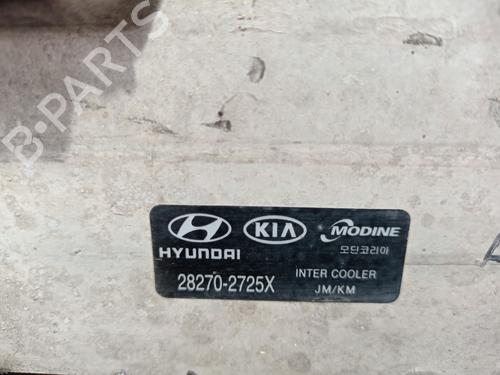 B-PARTS
HYUNDAI
KIA
MODINE
모딘코리아
28270-2725X
INTER COOLER
JM/KM